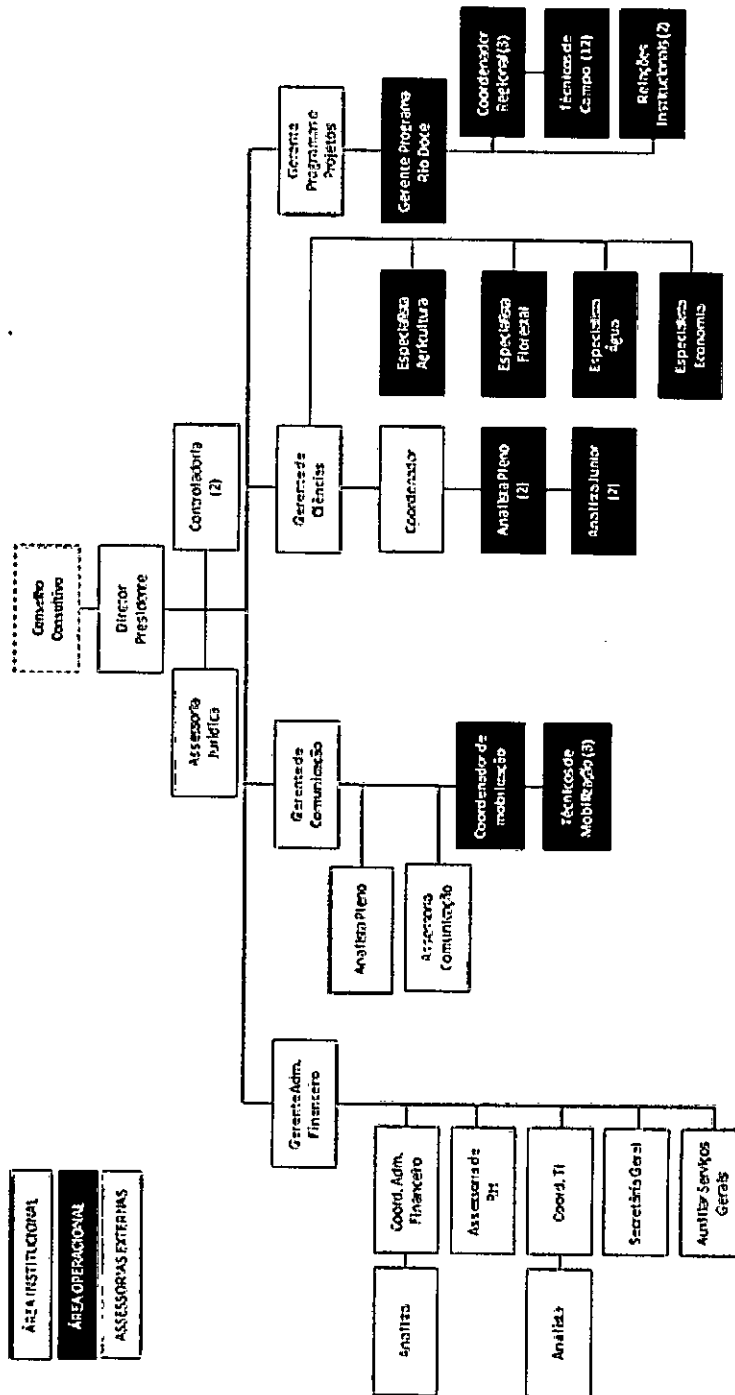 ÁREA INSTITUCIONAL
ÁREA OPERACIONAL
ASSESSORIAS EXTERNAS
Conselho
Consultivo
Diretor
Presidente
Assessoria
Jurídica
Controladoria
(2)
Gerente Adm.
Financeiro
Coord. Adm.
Financeiro
Analista
Assessoria de
RH
Coord. TI
Analista
Secretária Geral
Auxiliar Serviços
Gerais
Gerente de
Comunicação
Analista Pleno
Assessoria
Comunicação
Coordenador de
mobilização
Técnicos de
Mobilização (3)
Gerente de
Ciências
Coordenador
Analista Pleno
(2)
Analista Junior
(2)
Especialista
Agricultura
Especialista
Florestal
Especialista
Água
Especialista
Economia
Gerente
Programas e
Projetos
Gerente Programa
Rio Doce
Coordenador
Regional (3)
Técnicos de
Campo (12)
Relações
Institucionais (2)